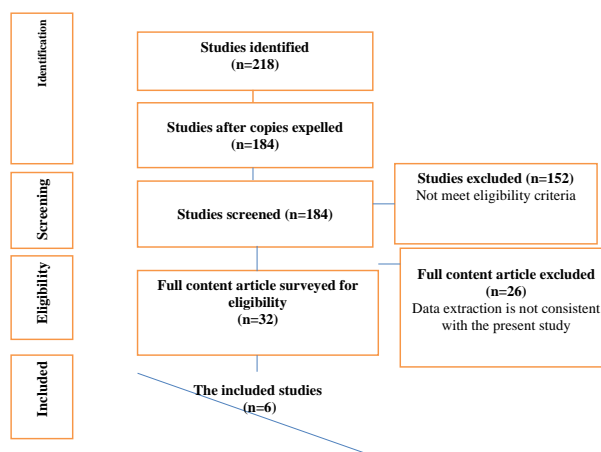 Identification
Studies identified
(n=218)
Studies after copies expelled
(n=184)
Screening
Studies screened (n=184)
Studies excluded (n=152)
Not meet eligibility criteria
Eligibility
Full content article surveyed for
eligibility
(n=32)
Full content article excluded
(n=26)
Data extraction is not consistent
with the present study
Included
The included studies
(n=6)